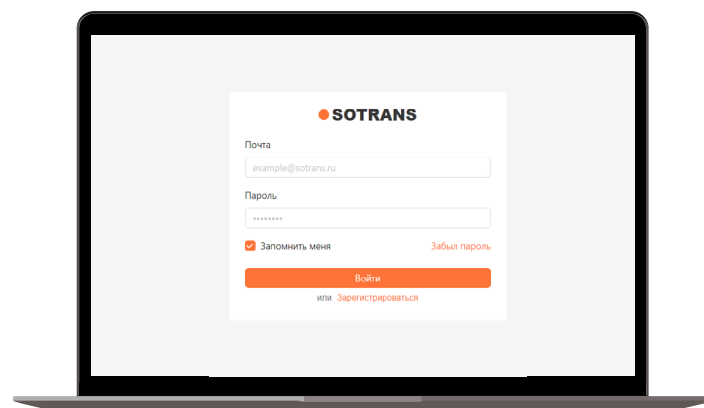 SOTRANS
Почта
example@sotrans.ru
Пароль
••••••••
Запомнить меня
Забыл пароль
Войти
или Зарегистрироваться